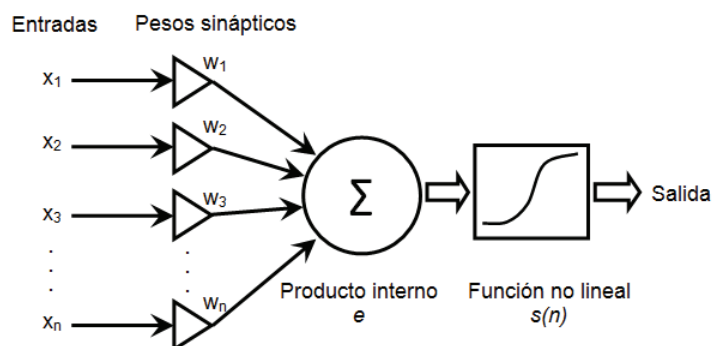 Entradas
Pesos sinápticos
x1
w1
x2
w2
x3
w3
xn
wn
Σ
Salida
Producto interno
e
Función no lineal
s(n)